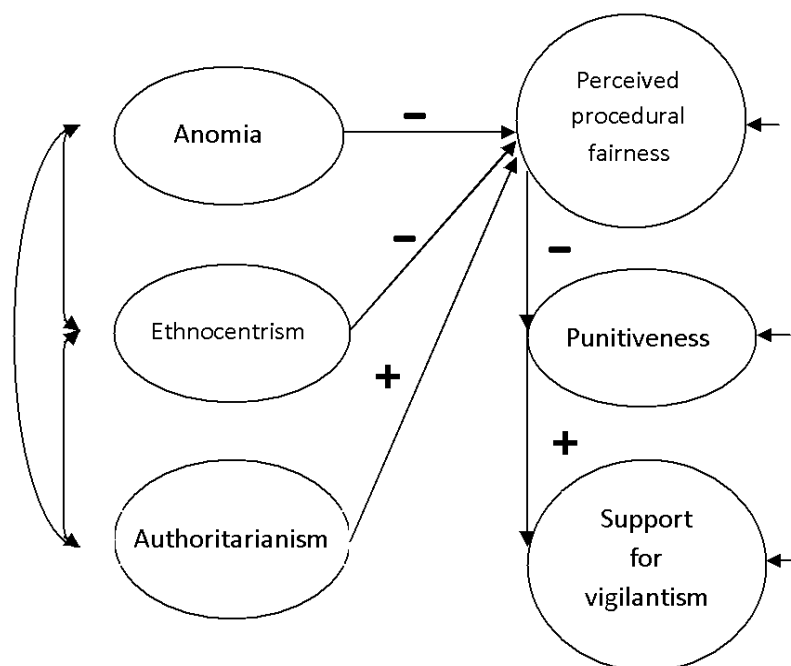 Anomia
Ethnocentrism
Authoritarianism
Perceived
procedural
fairness
Punitiveness
Support
for
vigilantism
−
−
+
−
+